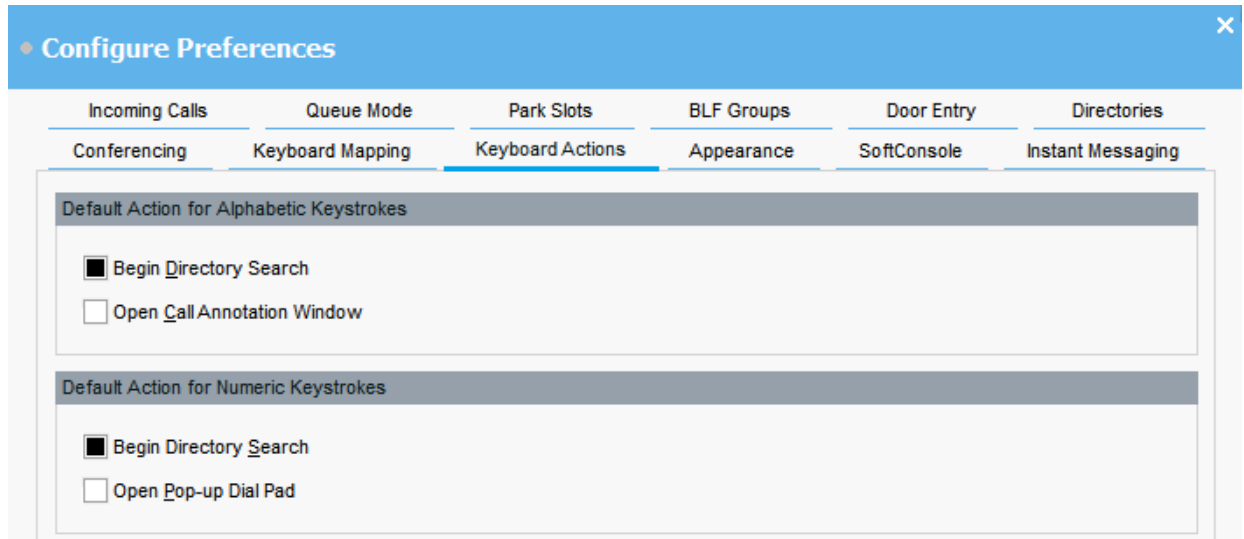 Configure Preferences
Incoming Calls Queue Mode Park Slots BLF Groups Door Entry Directories
Conferencing Keyboard Mapping Keyboard Actions Appearance SoftConsole Instant Messaging
Default Action for Alphabetic Keystrokes
Begin Directory Search
Open Call Annotation Window
Default Action for Numeric Keystrokes
Begin Directory Search
Open Pop-up Dial Pad